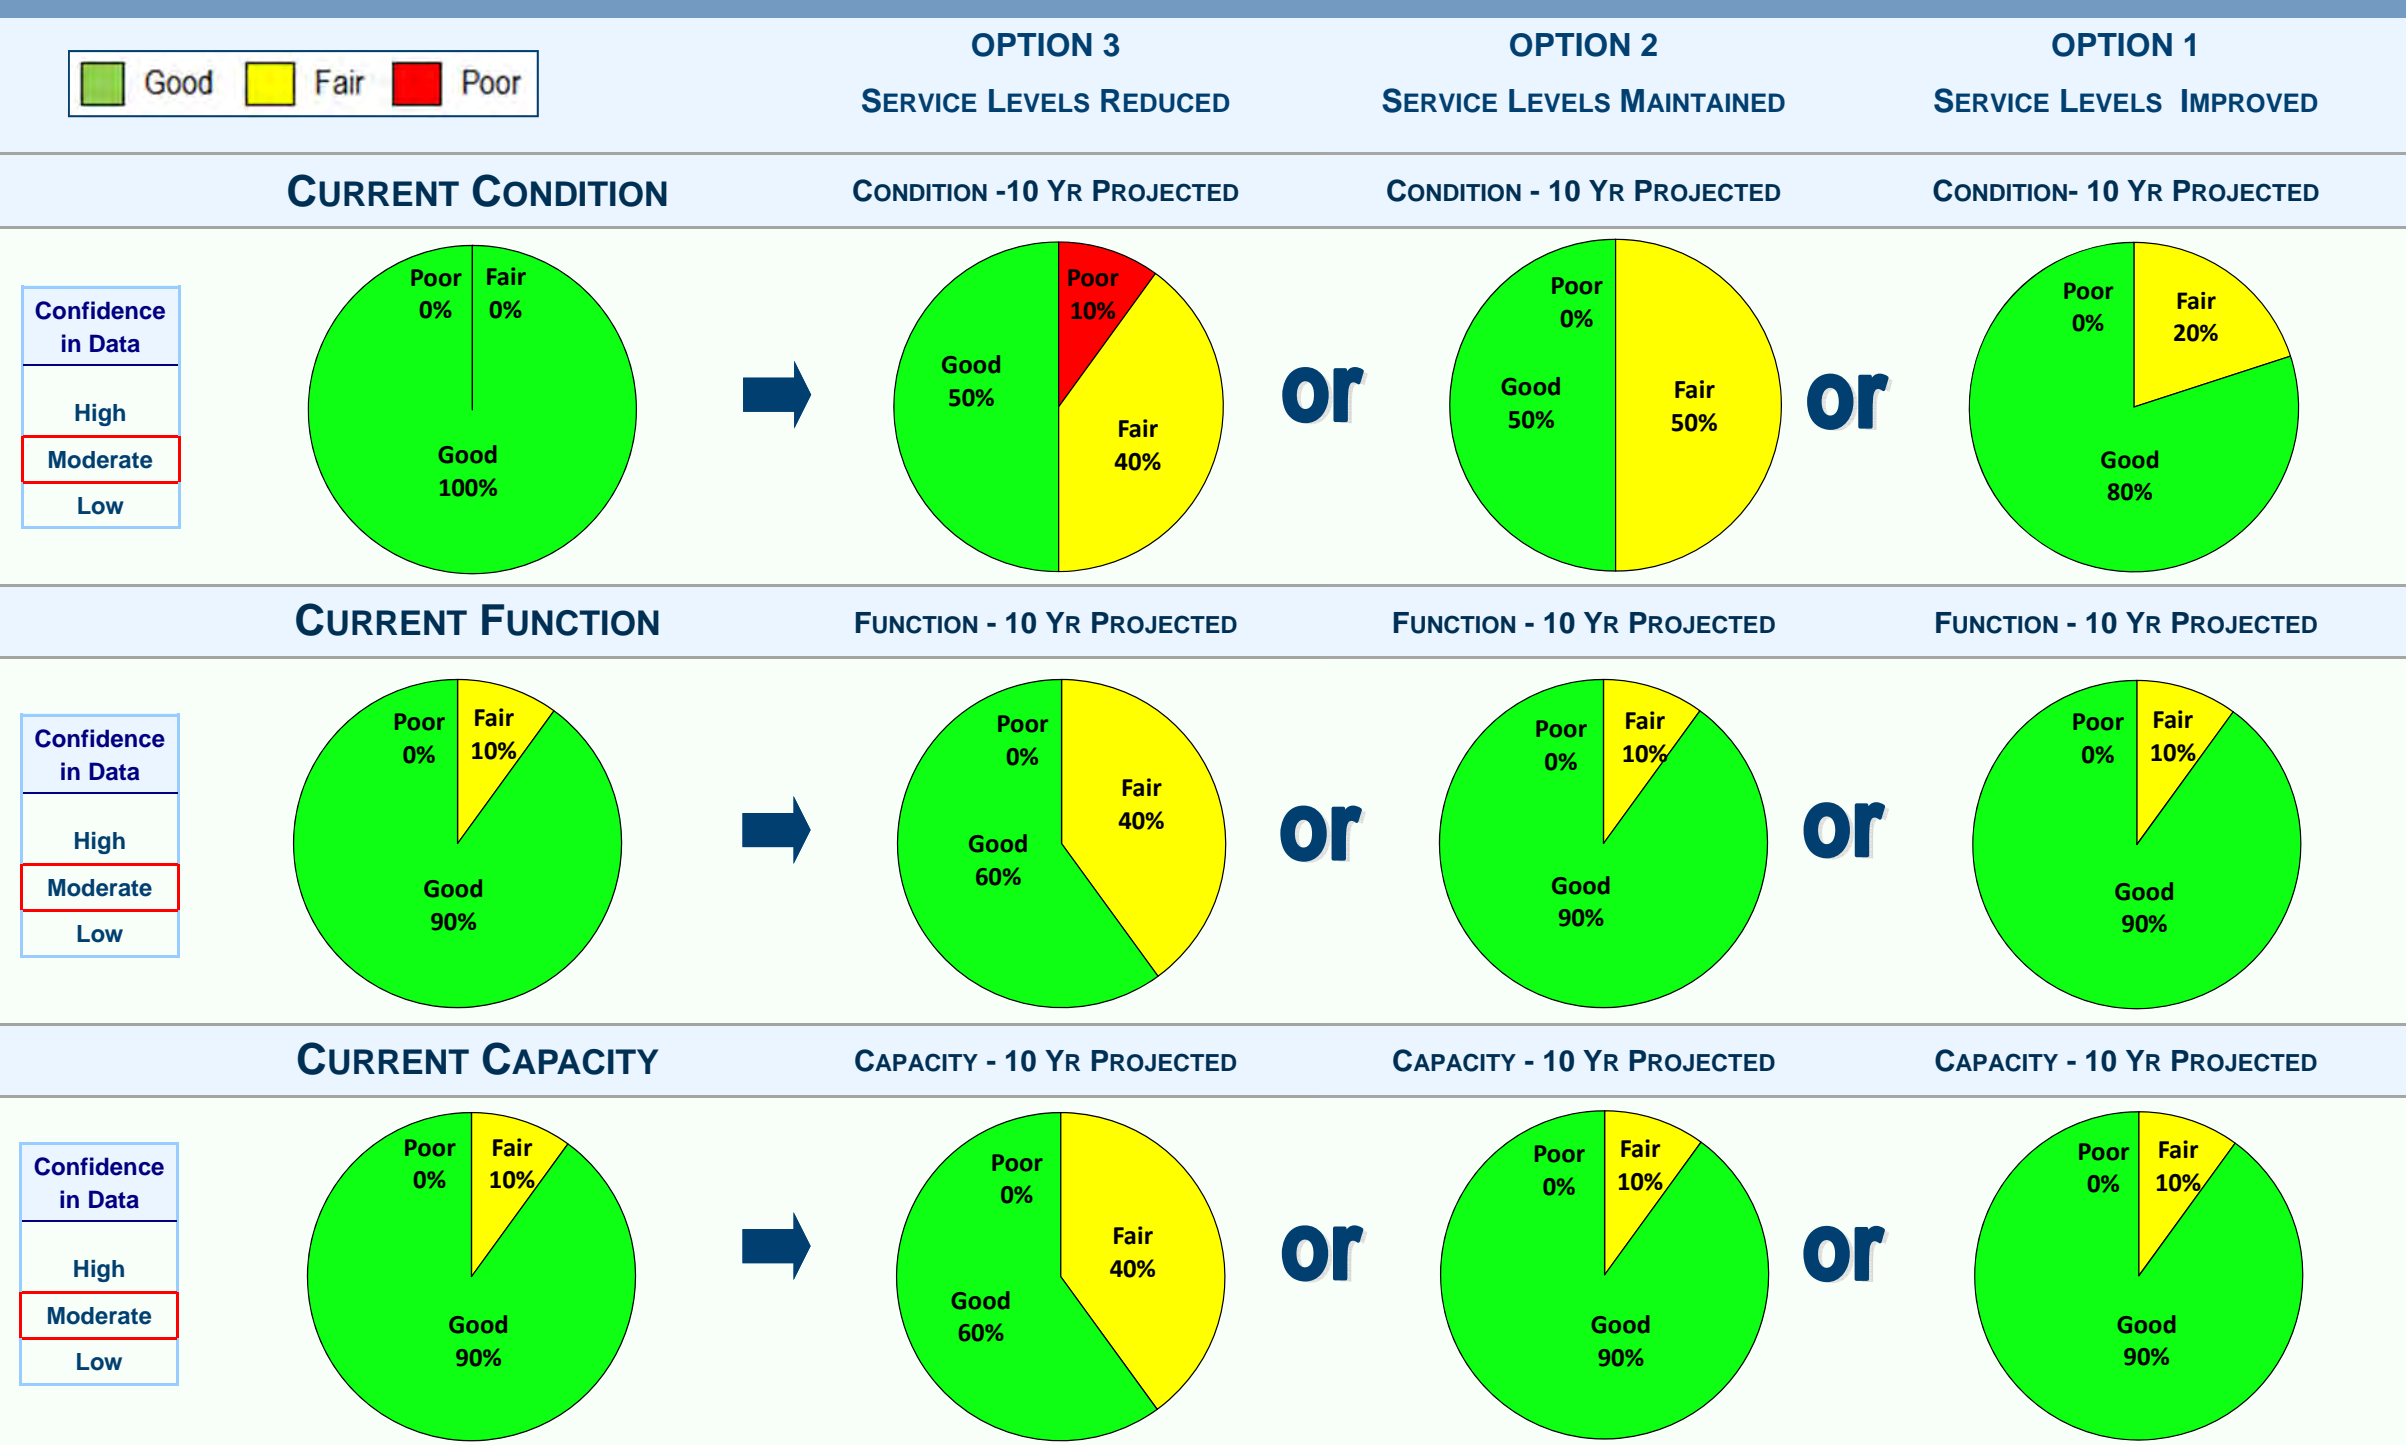 Good Fair Poor
OPTION 3
SERVICE LEVELS REDUCED
OPTION 2
SERVICE LEVELS MAINTAINED
OPTION 1
SERVICE LEVELS IMPROVED
CURRENT CONDITION
CONDITION -10 YR PROJECTED
CONDITION - 10 YR PROJECTED
CONDITION- 10 YR PROJECTED
Confidence
in Data
High
Moderate
Low
Poor
0%
Fair
0%
Good
100%
Poor
10%
Good
50%
Fair
40%
or
Poor
0%
Good
50%
Fair
50%
or
Poor
0%
Fair
20%
Good
80%
CURRENT FUNCTION
FUNCTION - 10 YR PROJECTED
FUNCTION - 10 YR PROJECTED
FUNCTION - 10 YR PROJECTED
Confidence
in Data
High
Moderate
Low
Poor
0%
Fair
10%
Good
90%
Poor
0%
Fair
40%
Good
60%
or
Poor
0%
Fair
10%
Good
90%
or
Poor
0%
Fair
10%
Good
90%
CURRENT CAPACITY
CAPACITY - 10 YR PROJECTED
CAPACITY - 10 YR PROJECTED
CAPACITY - 10 YR PROJECTED
Confidence
in Data
High
Moderate
Low
Poor
0%
Fair
10%
Good
90%
Poor
0%
Fair
40%
Good
60%
or
Poor
0%
Fair
10%
Good
90%
or
Poor
0%
Fair
10%
Good
90%